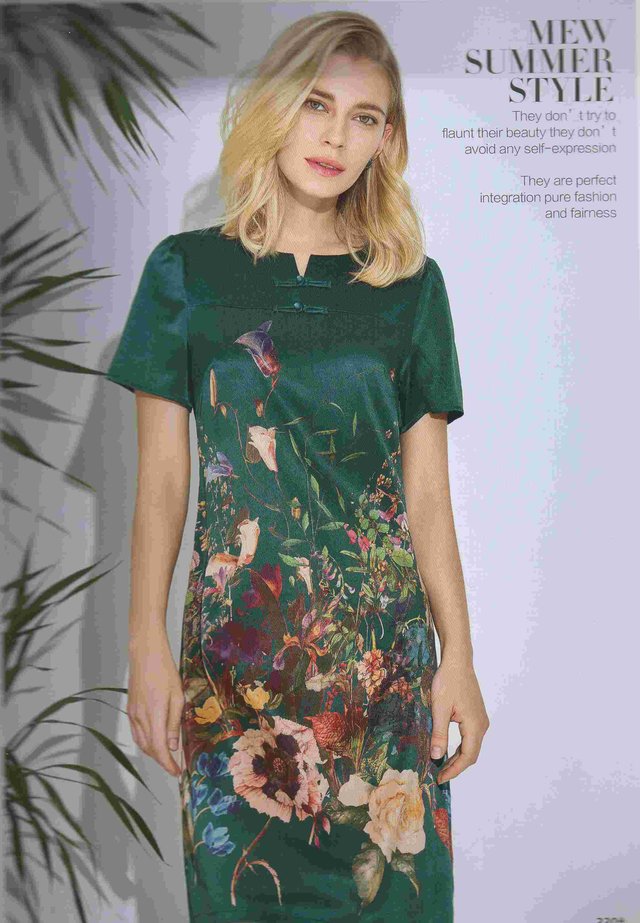 MEW
SUMMER
STYLE
They don't try to
flaunt their beauty they don't
avoid any self-expression
They are perfect
integration pure fashion
and fairness